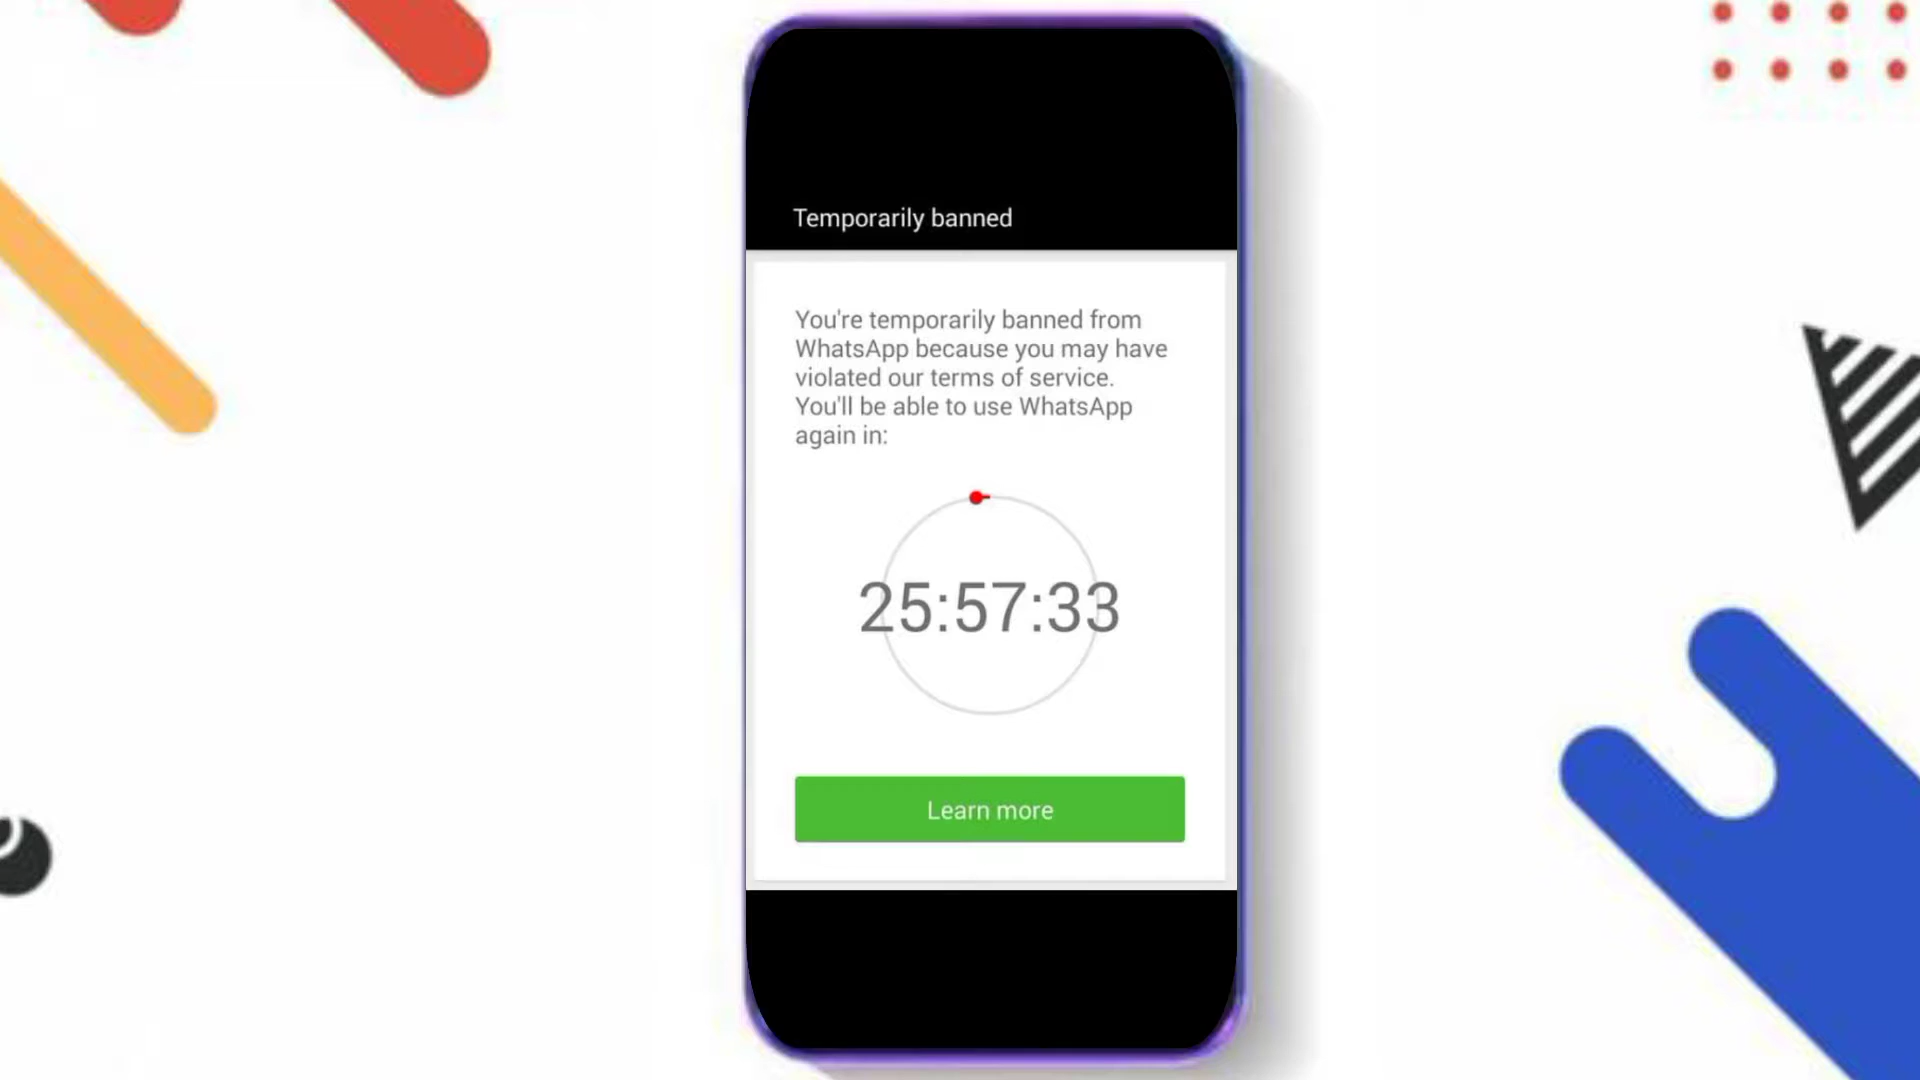 Temporarily banned
You're temporarily banned from
WhatsApp because you may have
violated our terms of service.
You'll be able to use WhatsApp
again in:
25:57:33
Learn more